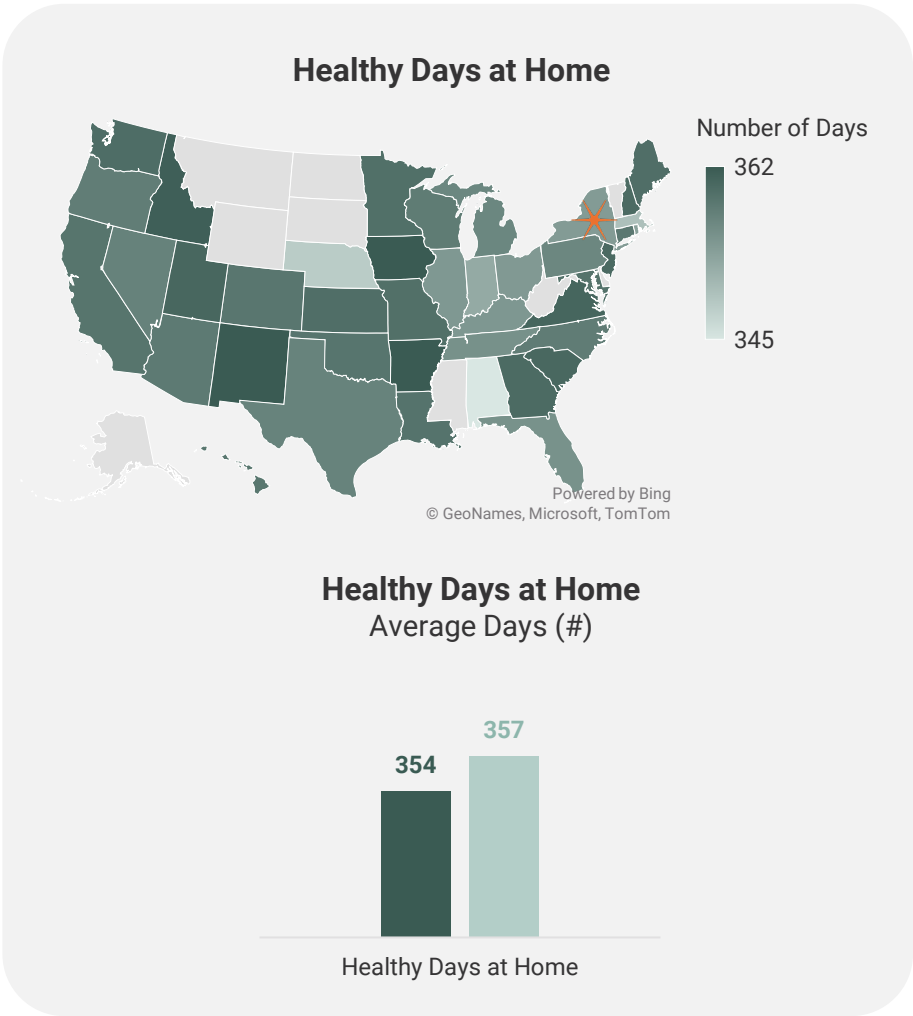 Healthy Days at Home
Number of Days
362
345
Powered by Bing
© GeoNames, Microsoft, TomTom
Healthy Days at Home
Average Days (#)
357
354
Healthy Days at Home